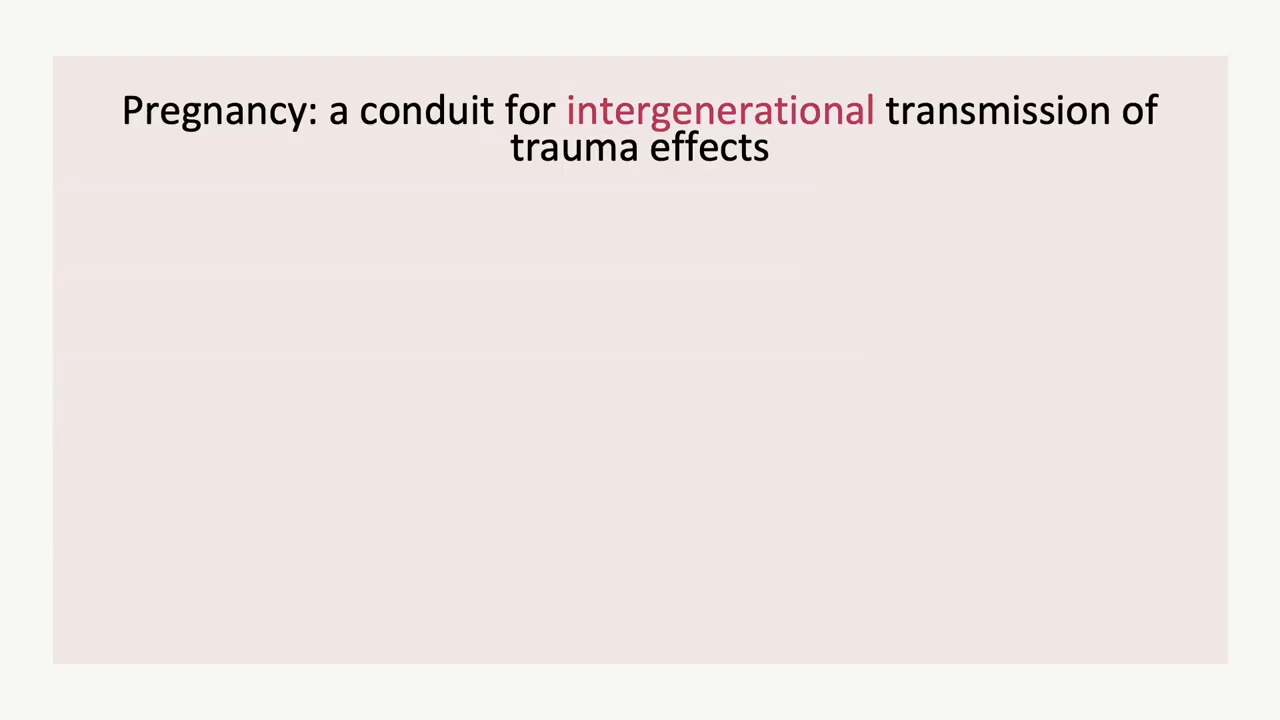 Pregnancy: a conduit for intergenerational transmission of
trauma effects